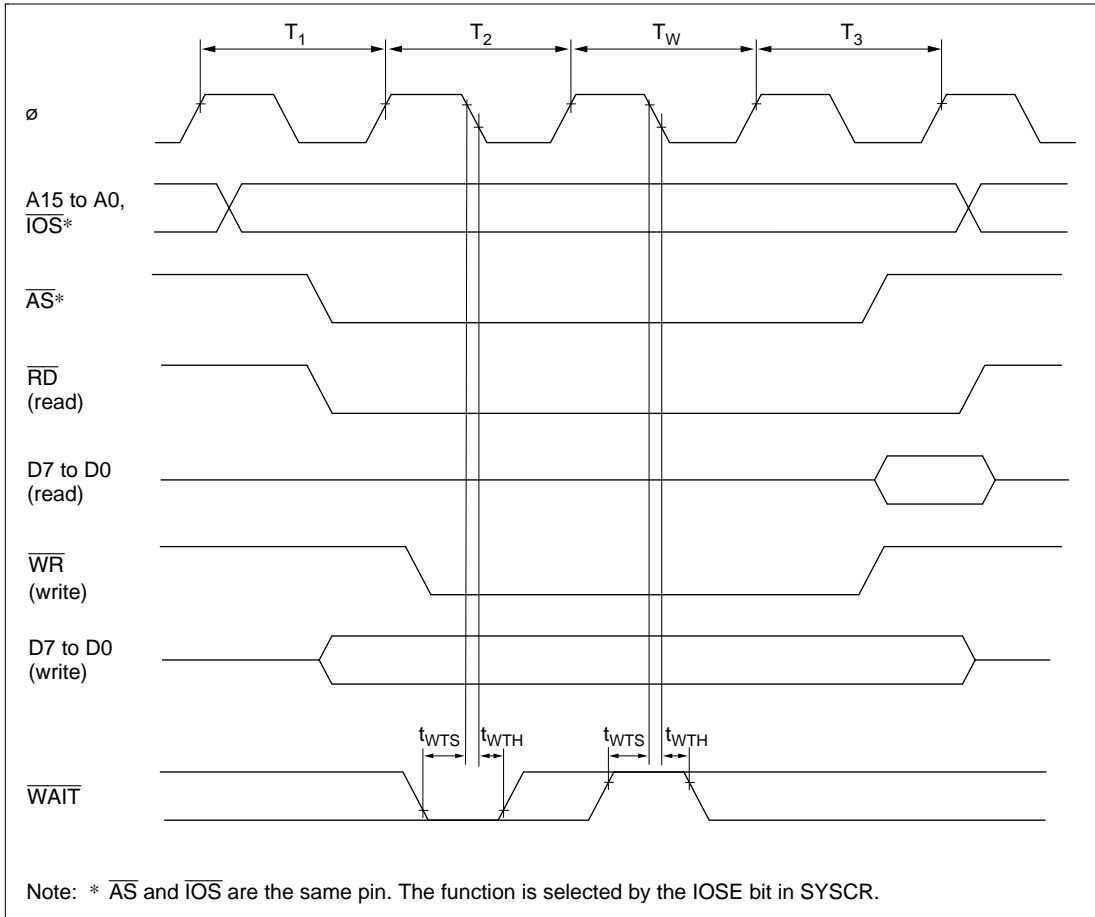 T1 T2 TW T3
ø
A15 to A0,
IOS*
AS*
RD
(read)
D7 to D0
(read)
WR
(write)
D7 to D0
(write)
tWTS tWTH tWTS tWTH
WAIT
Note: * AS and IOS are the same pin. The function is selected by the IOSE bit in SYSCR.